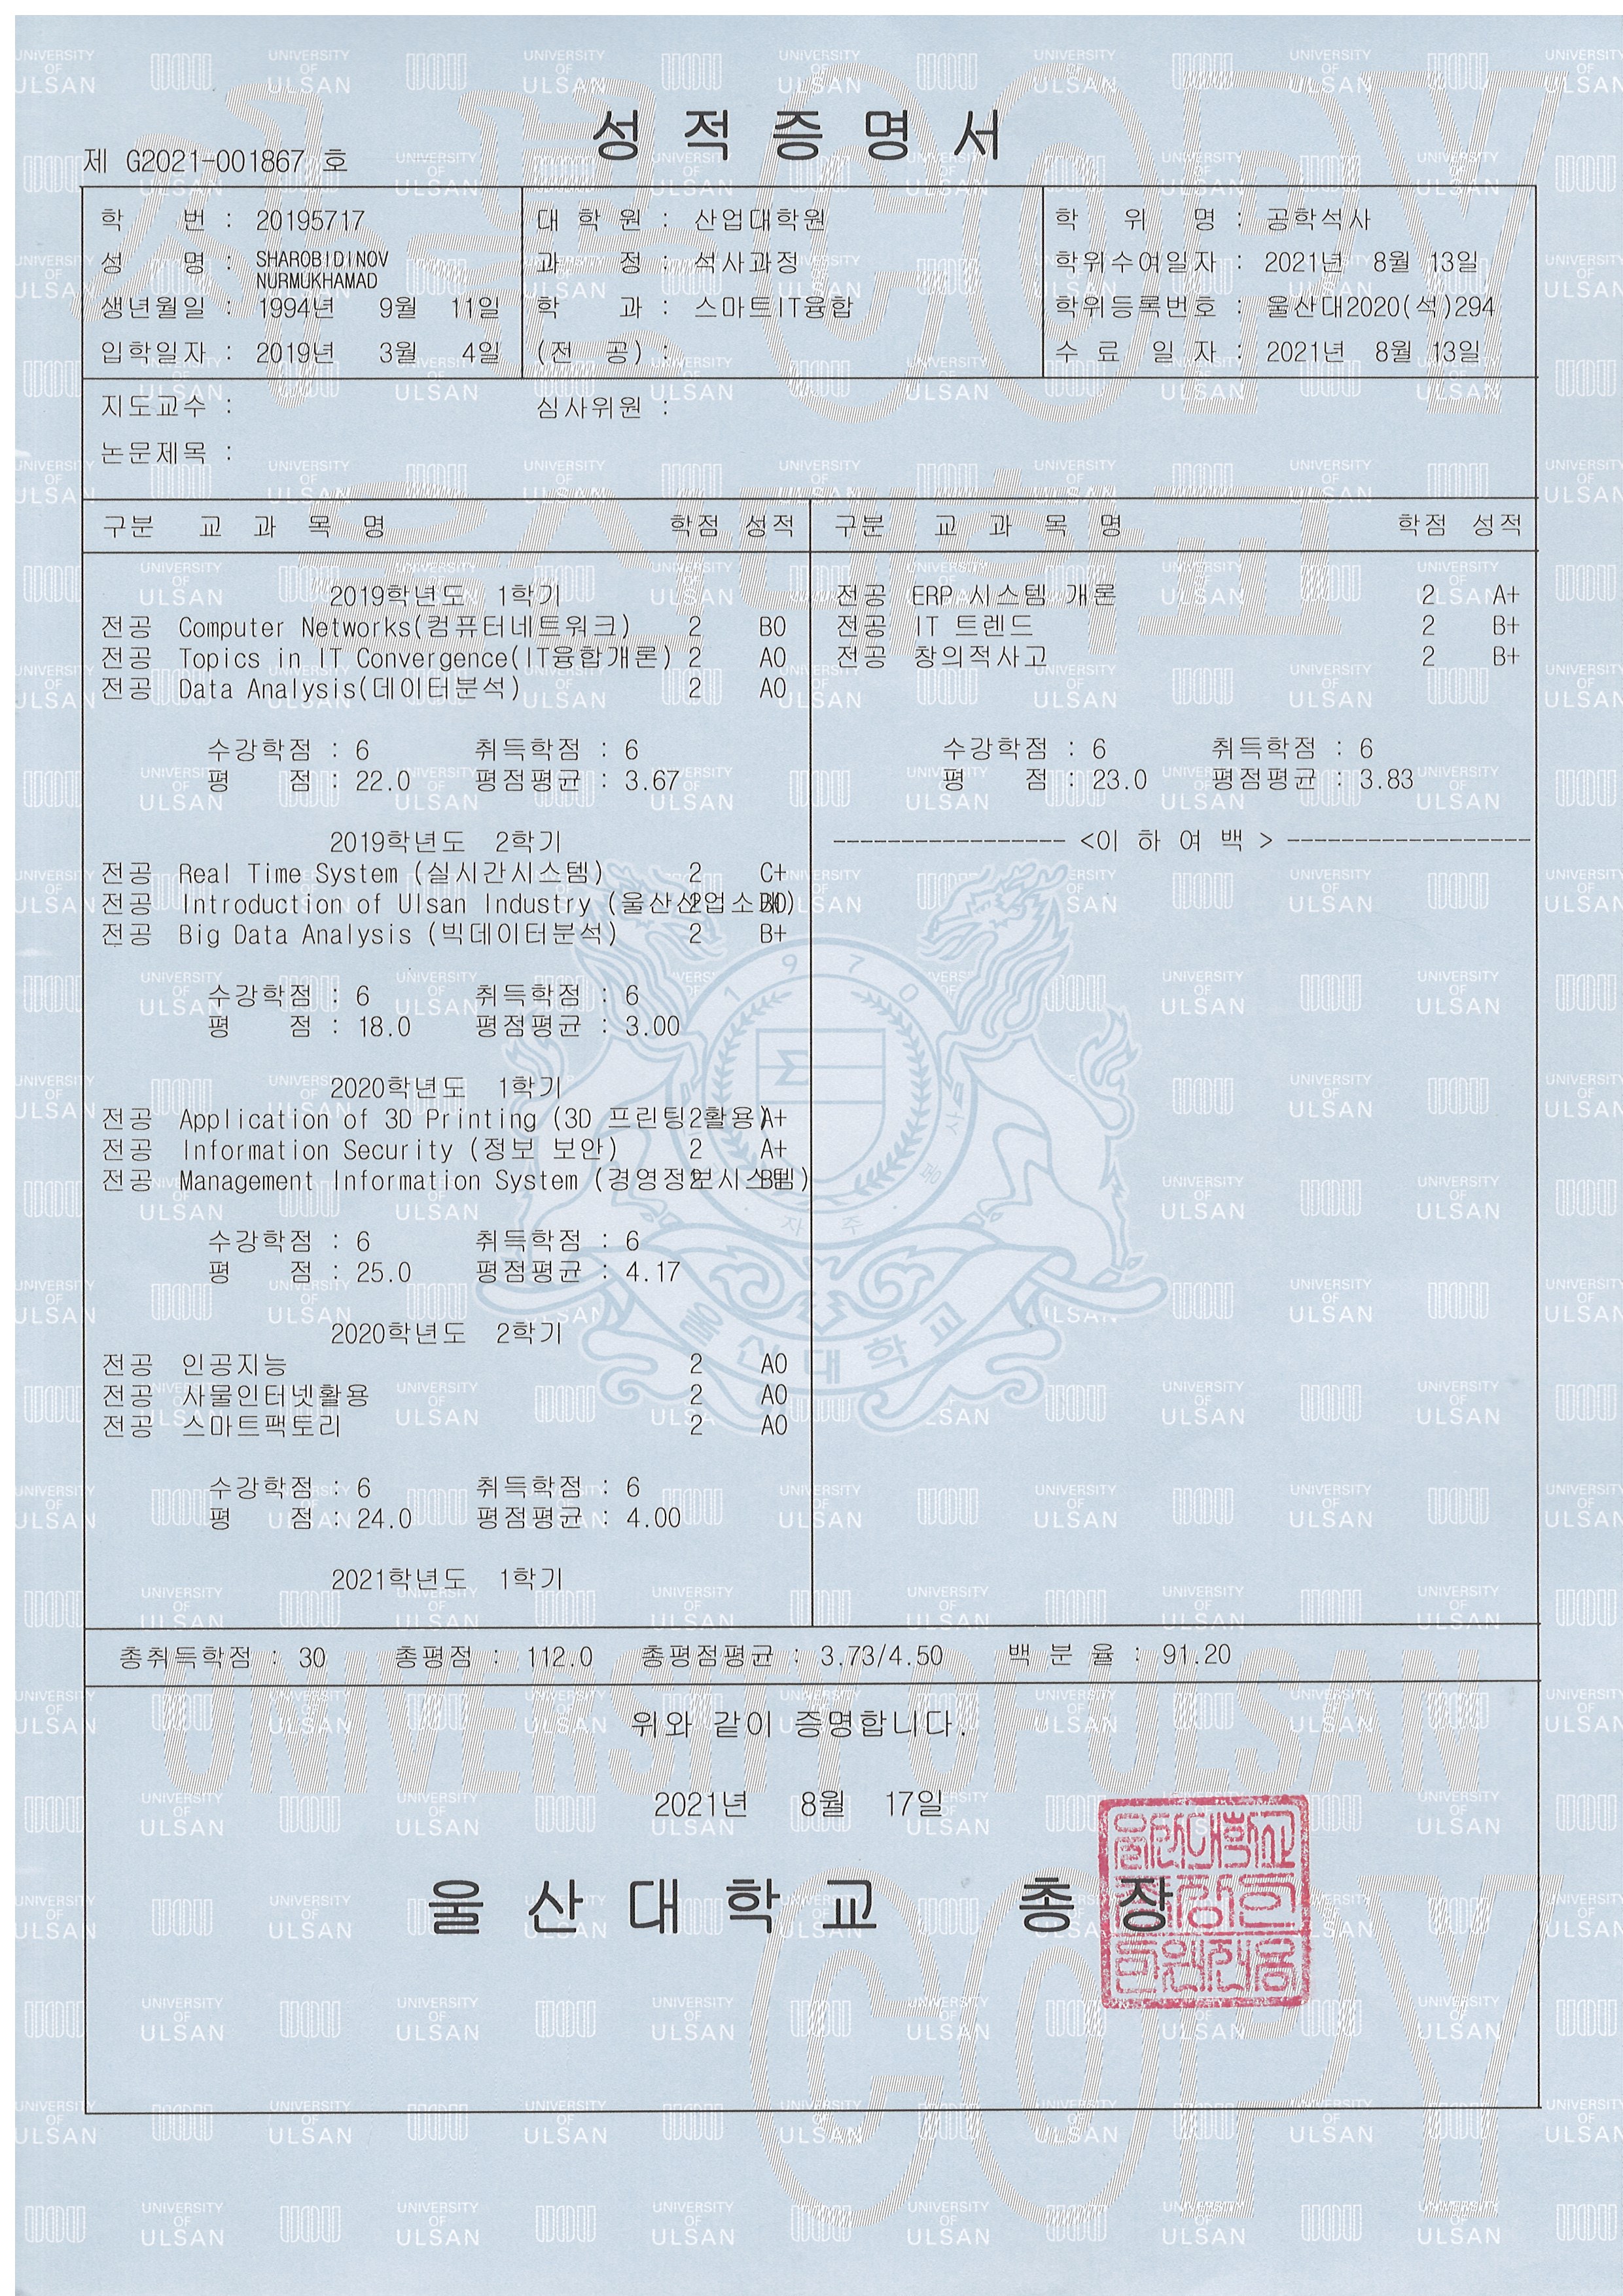 성 적 증 명 서
제 G2021-001867 호
학 번 : 20195717
성 명 : SHAROBIDINOV NURMUKHAMAD
생년월일 : 1994년 9월 11일
입학일자 : 2019년 3월 4일
대 학 원 : 산업대학원
과 정 : 석사과정
학 과 : 스마트IT융합
(전 공) :
학 위 명 : 공학석사
학위수여일자 : 2021년 8월 13일
학위등록번호 : 울산대2020(석)294
수 료 일 자 : 2021년 8월 13일
지도교수 : 심사위원 :
논문제목 :
구분 교 과 목 명 학점 성적
2019학년도 1학기
전공 Computer Networks(컴퓨터네트워크) 2 B0
전공 Topics in IT Convergence(IT융합개론) 2 A0
전공 Data Analysis(데이터분석) 2 A0
수강학점 : 6 취득학점 : 6
평 점 : 22.0 평점평균 : 3.67
2019학년도 2학기
전공 Real Time System (실시간시스템) 2 C+
전공 Introduction of Ulsan Industry (울산산업소개) 2 B0
전공 Big Data Analysis (빅데이터분석) 2 B+
수강학점 : 6 취득학점 : 6
평 점 : 18.0 평점평균 : 3.00
2020학년도 1학기
전공 Application of 3D Printing (3D 프린팅 활용) 2 A+
전공 Information Security (정보 보안) 2 A+
전공 Management Information System (경영정보시스템) 2 B+
수강학점 : 6 취득학점 : 6
평 점 : 25.0 평점평균 : 4.17
2020학년도 2학기
전공 인공지능 2 A0
전공 사물인터넷활용 2 A0
전공 스마트팩토리 2 A0
수강학점 : 6 취득학점 : 6
평 점 : 24.0 평점평균 : 4.00
2021학년도 1학기
구분 교 과 목 명 학점 성적
전공 ERP 시스템 개론 2 A+
전공 IT 트렌드 2 B+
전공 창의적사고 2 B+
수강학점 : 6 취득학점 : 6
평 점 : 23.0 평점평균 : 3.83
----------------- <이 하 여 백 > ------------------
총취득학점 : 30 총평점 : 112.0 총평점평균 : 3.73/4.50 백 분 율 : 91.20
위와 같이 증명합니다.
2021년 8월 17일
울 산 대 학 교 총 장
UNIVERSITY OF ULSAN
COPY